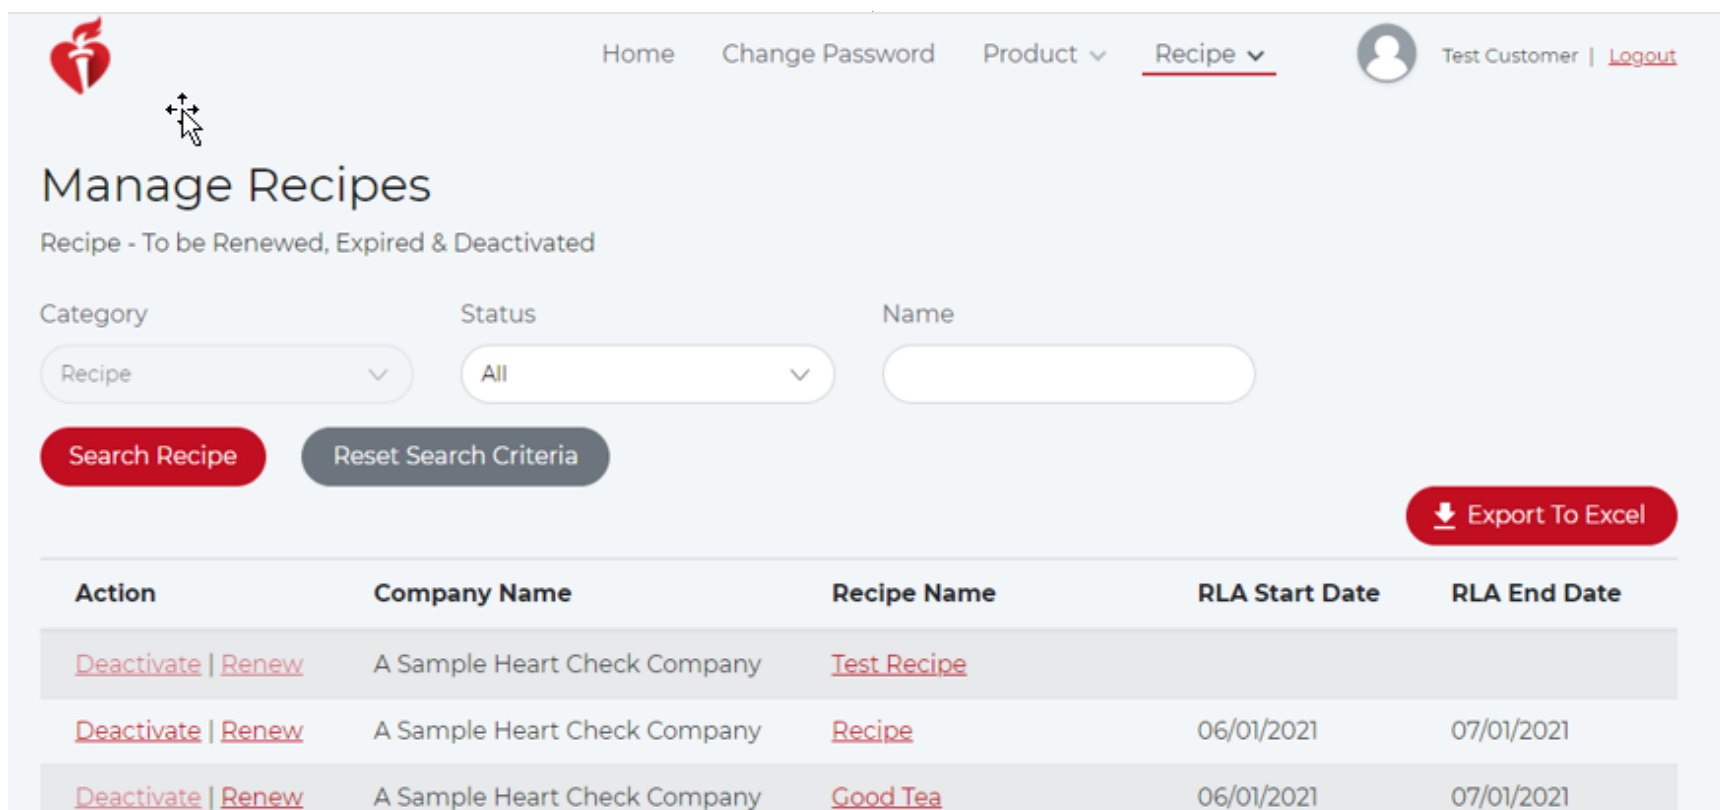 Home Change Password Product Recipe Test Customer | Logout
Manage Recipes
Recipe - To be Renewed, Expired & Deactivated
Category Status Name
Recipe All
Search Recipe Reset Search Criteria
Export To Excel
Action Company Name Recipe Name RLA Start Date RLA End Date
Deactivate | Renew A Sample Heart Check Company Test Recipe
Deactivate | Renew A Sample Heart Check Company Recipe 06/01/2021 07/01/2021
Deactivate | Renew A Sample Heart Check Company Good Tea 06/01/2021 07/01/2021